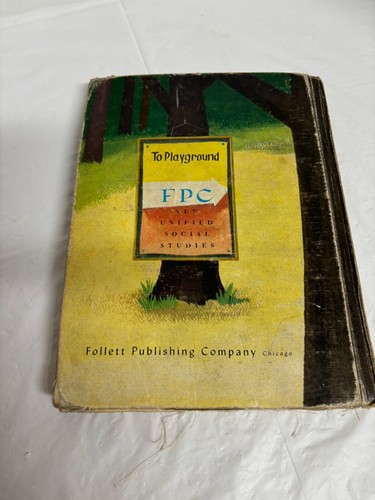 To Playground
FPC
NEW
UNIFIED
SOCIAL
STUDIES
Follett Publishing Company Chicago